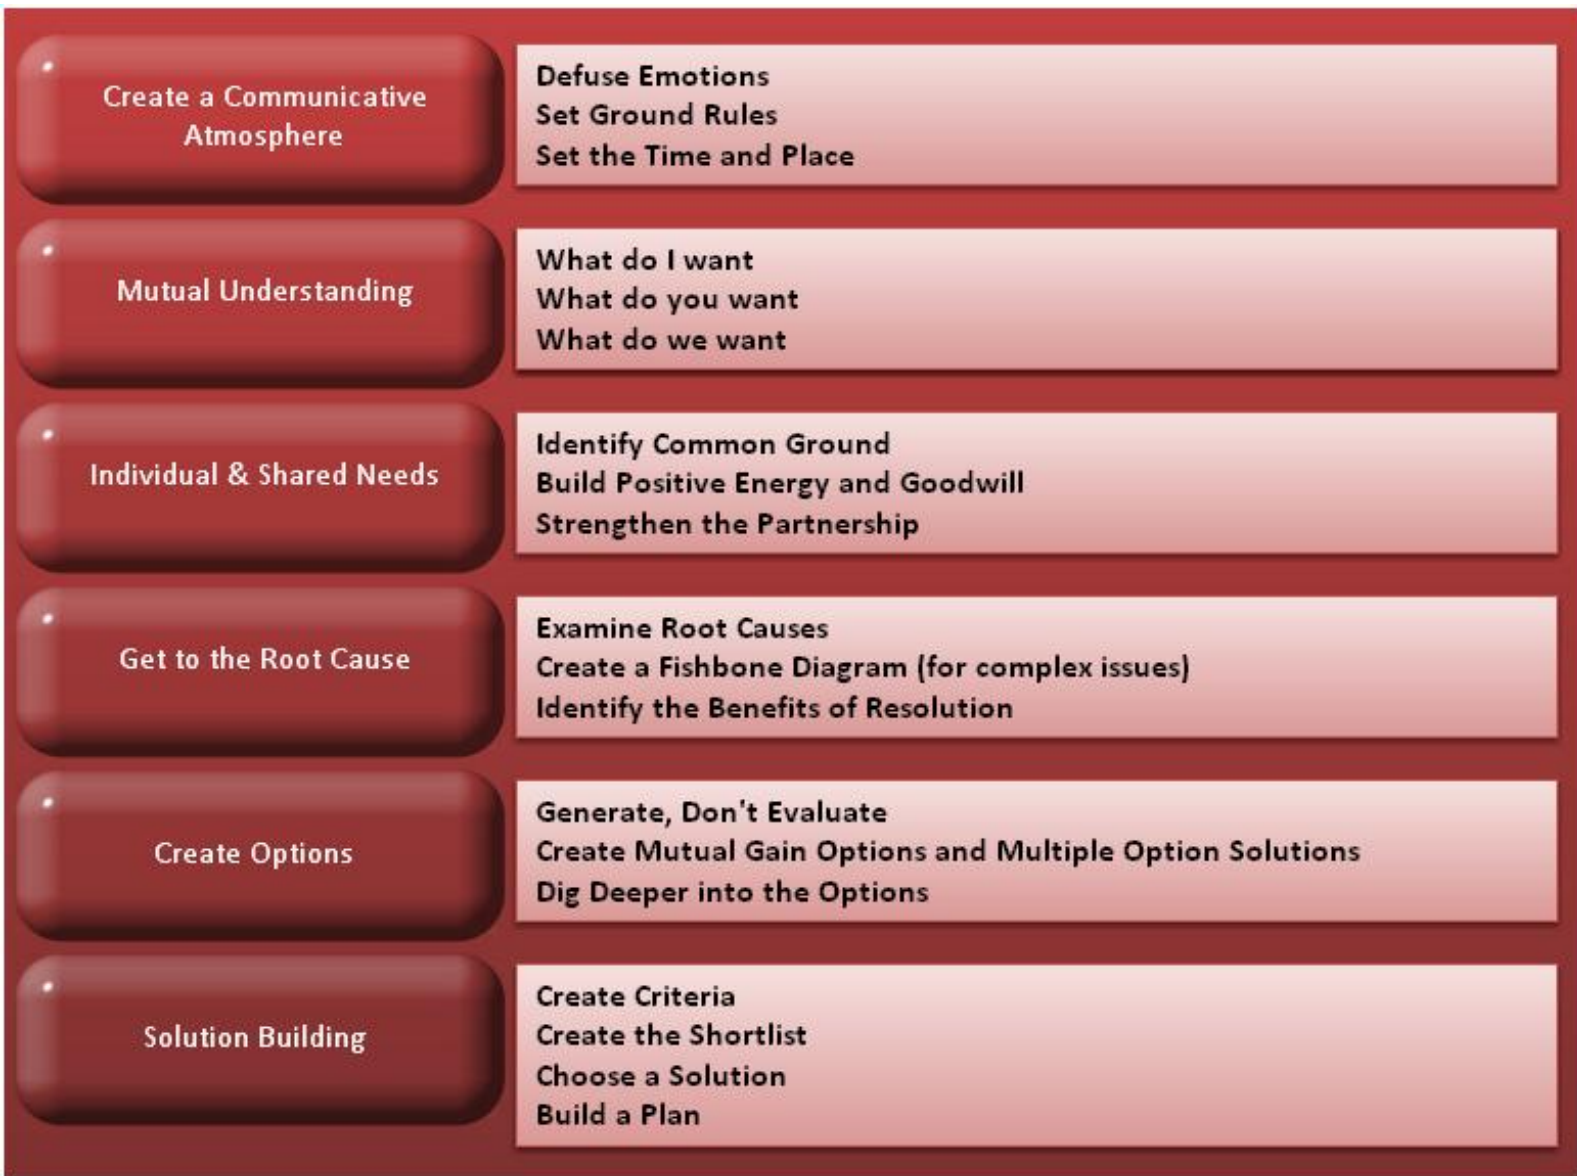 Create a Communicative
Atmosphere
Defuse Emotions
Set Ground Rules
Set the Time and Place
Mutual Understanding
What do I want
What do you want
What do we want
Individual & Shared Needs
Identify Common Ground
Build Positive Energy and Goodwill
Strengthen the Partnership
Get to the Root Cause
Examine Root Causes
Create a Fishbone Diagram (for complex issues)
Identify the Benefits of Resolution
Create Options
Generate, Don't Evaluate
Create Mutual Gain Options and Multiple Option Solutions
Dig Deeper into the Options
Solution Building
Create Criteria
Create the Shortlist
Choose a Solution
Build a Plan